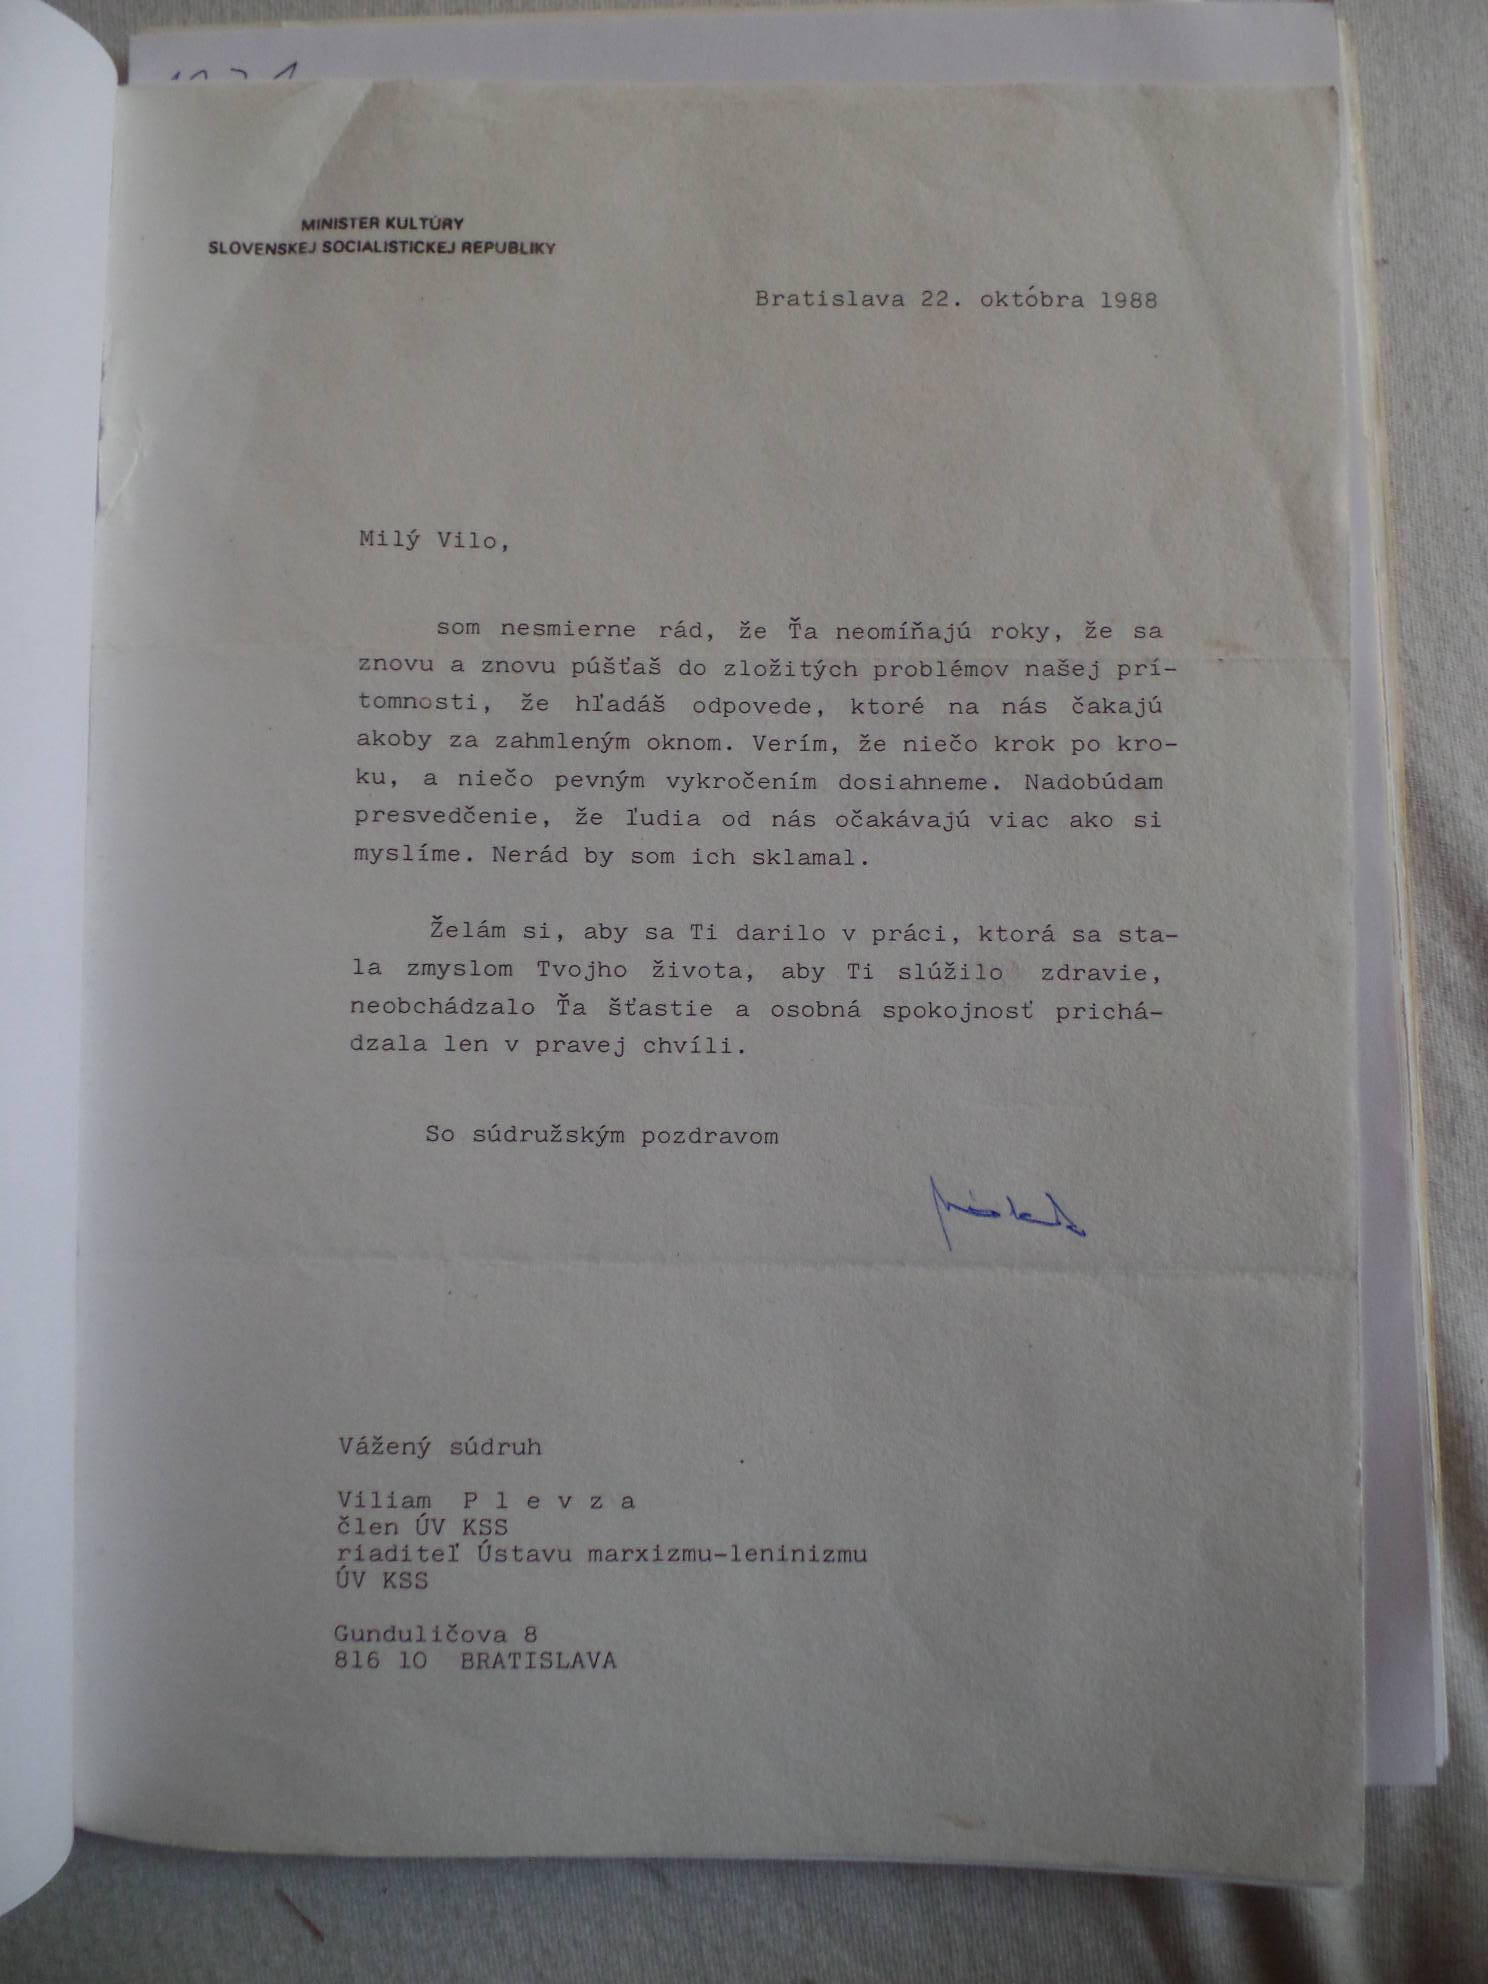 MINISTER KULTÚRY
SLOVENSKEJ SOCIALISTICKEJ REPUBLIKY
Bratislava 22. októbra 1988
Milý Vilo,
som nesmierne rád, že Ťa neomíňajú roky, že sa
znovu a znovu púšťaš do zložitých problémov našej prí-
tomnosti, že hľadáš odpovede, ktoré na nás čakajú
akoby za zahmleným oknom. Verím, že niečo krok po kro-
ku, a niečo pevným vykročením dosiahneme. Nadobúdam
presvedčenie, že ľudia od nás očakávajú viac ako si
myslíme. Nerád by som ich sklamal.
Želám si, aby sa Ti darilo v práci, ktorá sa sta-
la zmyslom Tvojho života, aby Ti slúžilo zdravie,
neobchádzalo Ťa šťastie a osobná spokojnosť prichá-
dzala len v pravej chvíli.
So súdružským pozdravom
Vážený súdruh
Viliam P l e v z a
člen ÚV KSS
riaditeľ Ústavu marxizmu-leninizmu
ÚV KSS
Gunduličova 8
816 10 BRATISLAVA